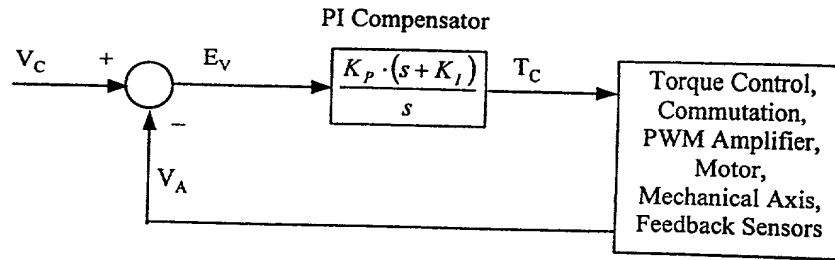 PI Compensator
V_C
+
E_V
K_P · (s + K_I)
s
T_C
−
V_A
Torque Control,
Commutation,
PWM Amplifier,
Motor,
Mechanical Axis,
Feedback Sensors